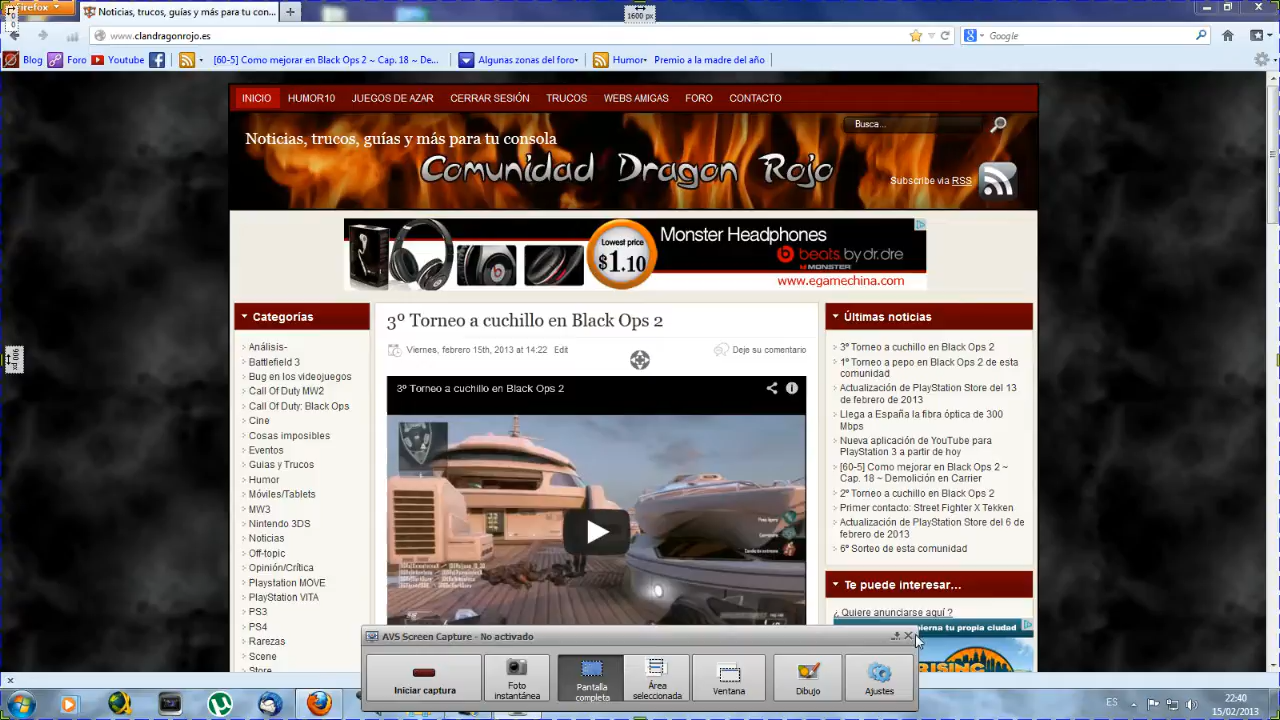 Firefox
Noticias, trucos, guías y más para tu con...
1600 px
www.clandragonrojo.es
Google
Blog
Foro
Youtube
[60-5] Como mejorar en Black Ops 2 ~ Cap. 18 ~ De...
Algunas zonas del foro
Humor
Premio a la madre del año
INICIO
HUMOR10
JUEGOS DE AZAR
CERRAR SESIÓN
TRUCOS
WEBS AMIGAS
FORO
CONTACTO
Busca...
Noticias, trucos, guías y más para tu consola
Comunidad Dragon Rojo
Subscribe via RSS
Lowest price
$1.10
Monster Headphones
beats by dr.dre
MONSTER
www.egamechina.com
Categorías
Análisis-
Battlefield 3
Bug en los videojuegos
Call Of Duty MW2
Call Of Duty: Black Ops
Cine
Cosas imposibles
Eventos
Guias y Trucos
Humor
Móviles/Tablets
MW3
Nintendo 3DS
Noticias
Off-topic
Opinión/Crítica
Playstation MOVE
PlayStation VITA
PS3
PS4
Rarezas
Scene
Store
3º Torneo a cuchillo en Black Ops 2
Viernes, febrero 15th, 2013 at 14:22
Edit
Deje su comentario
3º Torneo a cuchillo en Black Ops 2
Últimas noticias
3º Torneo a cuchillo en Black Ops 2
1º Torneo a pepo en Black Ops 2 de esta
comunidad
Actualización de PlayStation Store del 13
de febrero de 2013
Llega a España la fibra óptica de 300
Mbps
Nueva aplicación de YouTube para
PlayStation 3 a partir de hoy
[60-5] Como mejorar en Black Ops 2 ~
Cap. 18 ~ Demolición en Carrier
2º Torneo a cuchillo en Black Ops 2
Primer contacto: Street Fighter X Tekken
Actualización de PlayStation Store del 6 de
febrero de 2013
6º Sorteo de esta comunidad
Te puede interesar...
¿ Quiere anunciarse aquí ?
tu propia ciudad
AVS Screen Capture - No activado
Iniciar captura
Foto
instantánea
Pantalla
completa
Área
seleccionada
Ventana
Dibujo
Ajustes
ES
22:40
15/02/2013